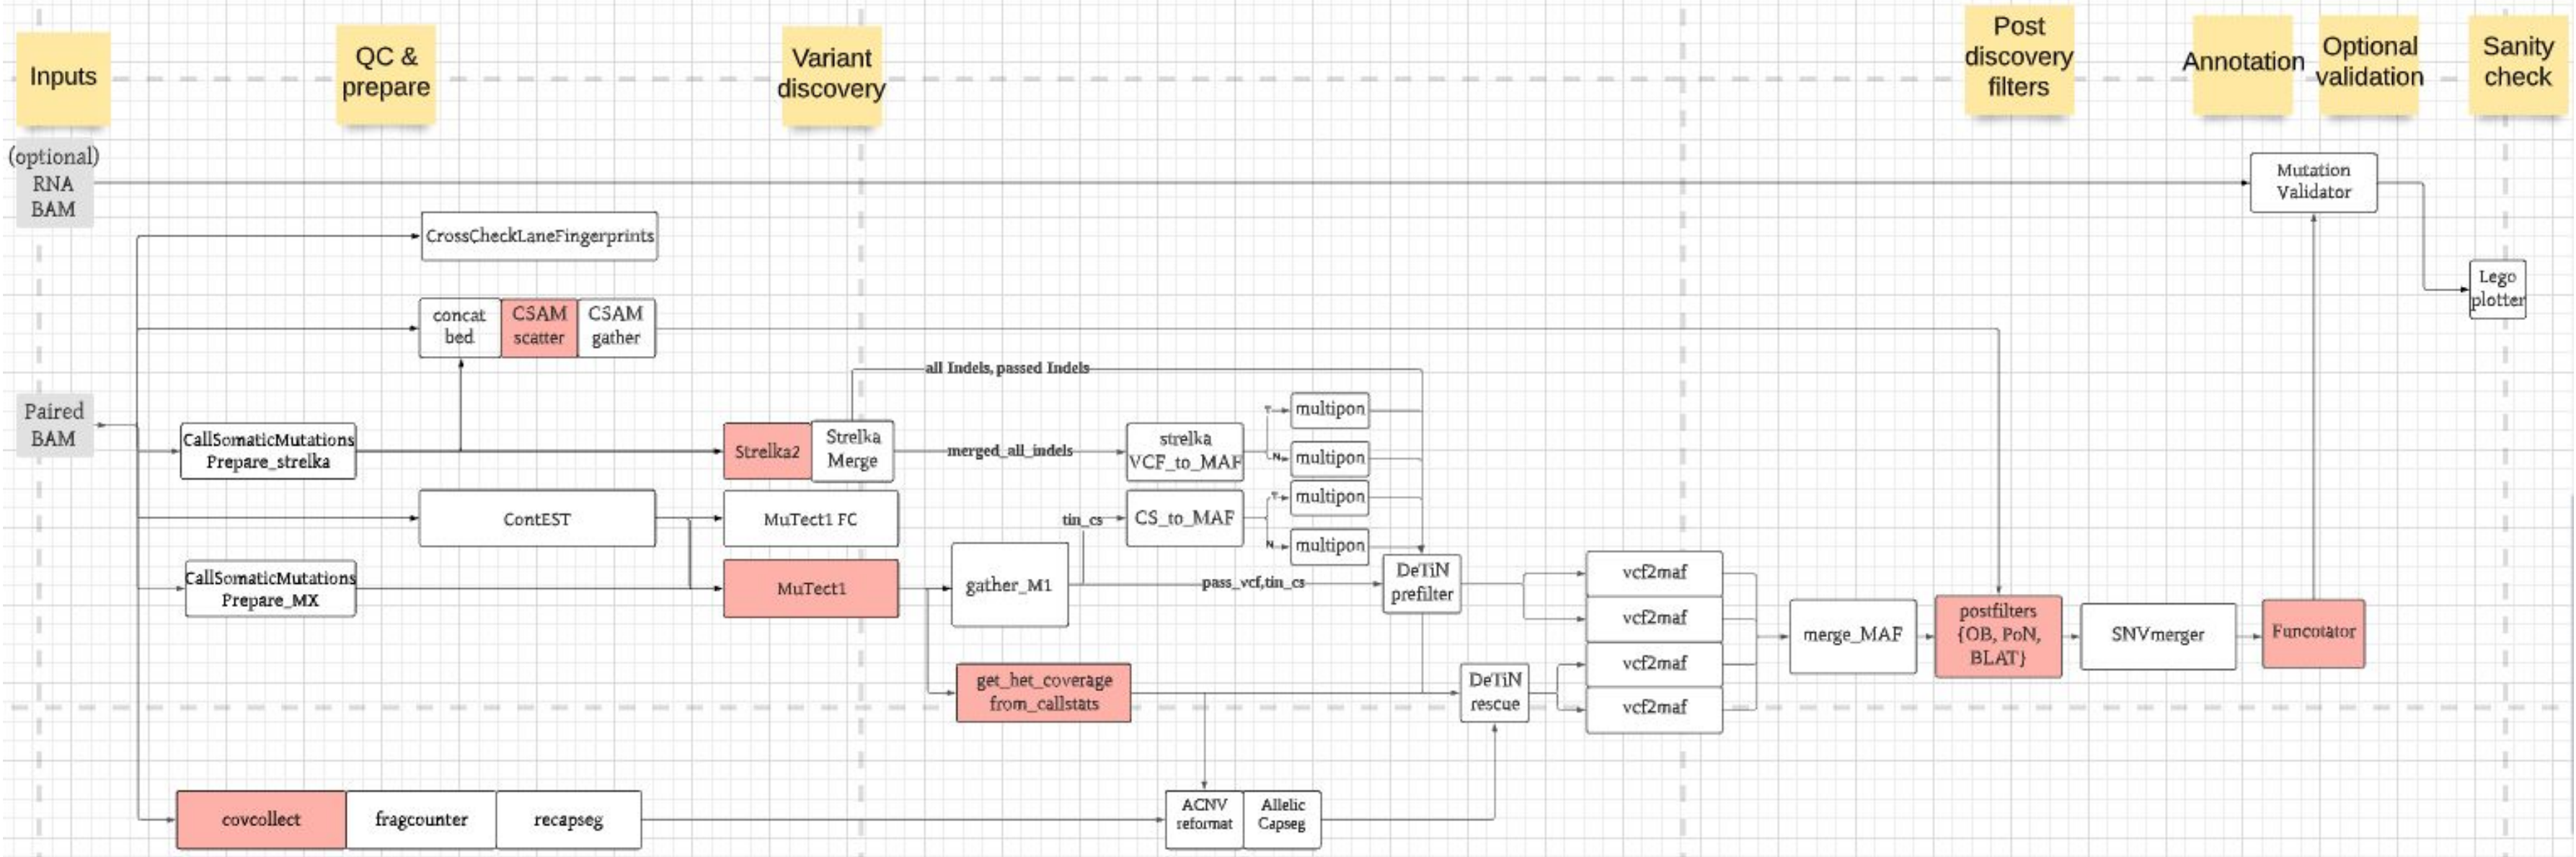 Inputs
QC &
prepare
Variant
discovery
Post
discovery
filters
Annotation
Optional
validation
Sanity
check
(optional)
RNA
BAM
Mutation
Validator
CrossCheckLaneFingerprints
Lego
plotter
concat
bed
CSAM
scatter
CSAM
gather
all Indels, passed Indels
Paired
BAM
CallSomaticMutations
Prepare_strelka
Strelka2
Strelka
Merge
merged_all_indels
strelka
VCF_to_MAF
T
multipon
N
multipon
ContEST
MuTect1 FC
tin_cs
CS_to_MAF
T
multipon
N
multipon
CallSomaticMutations
Prepare_MX
MuTect1
gather_M1
pass_vcf,tin_cs
DeTiN
prefilter
vcf2maf
vcf2maf
vcf2maf
vcf2maf
merge_MAF
postfilters
{OB, PoN,
BLAT}
SNVmerger
Funcotator
get_het_coverage
from_callstats
DeTiN
rescue
covcollect
fragcounter
recapseg
ACNV
reformat
Allelic
Capseg